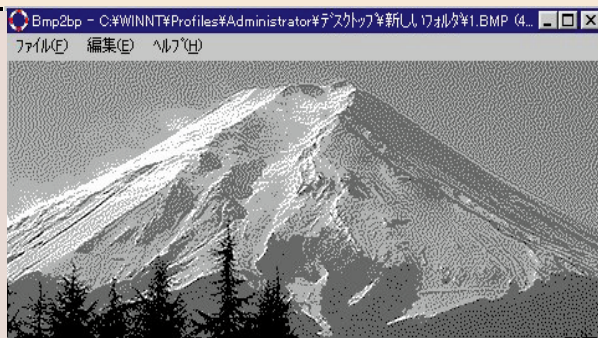 Bmp2bp - C:¥WINNT¥Profiles¥Administrator¥ﾃﾞｽｸﾄｯﾌﾟ¥新しいﾌｫﾙﾀﾞ¥1.BMP (4...
ﾌｧｲﾙ(F) 編集(E) ﾍﾙﾌﾟ(H)